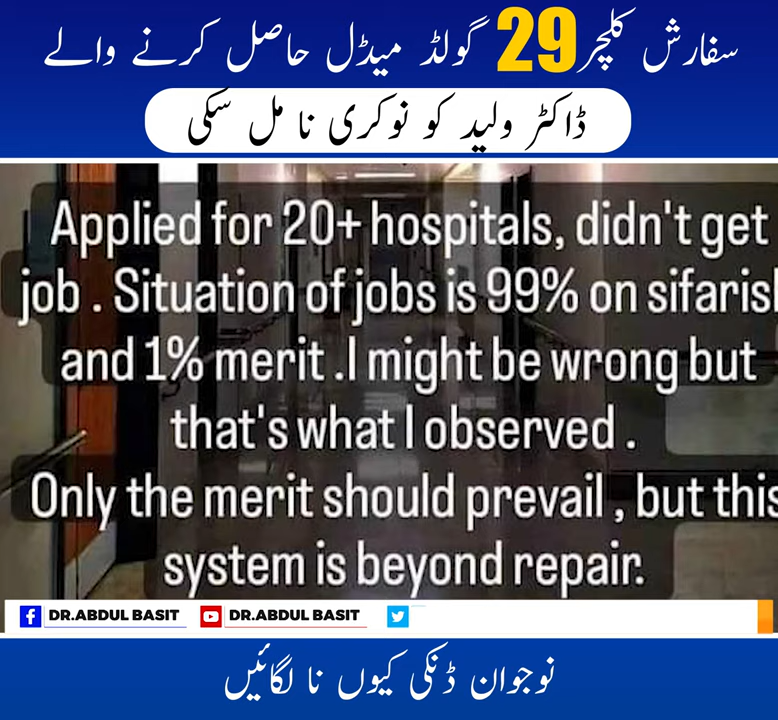 سفارش کلچر 29 گولڈ میڈل حاصل کرنے والے
ڈاکٹر ولید کو نوکری نا مل سکی
Applied for 20+ hospitals, didn't get
job . Situation of jobs is 99% on sifaris
and 1% merit .I might be wrong but
that's what I observed .
Only the merit should prevail , but this
system is beyond repair.
DR.ABDUL BASIT DR.ABDUL BASIT
نوجوان ڈنکی کیوں نا لگائیں